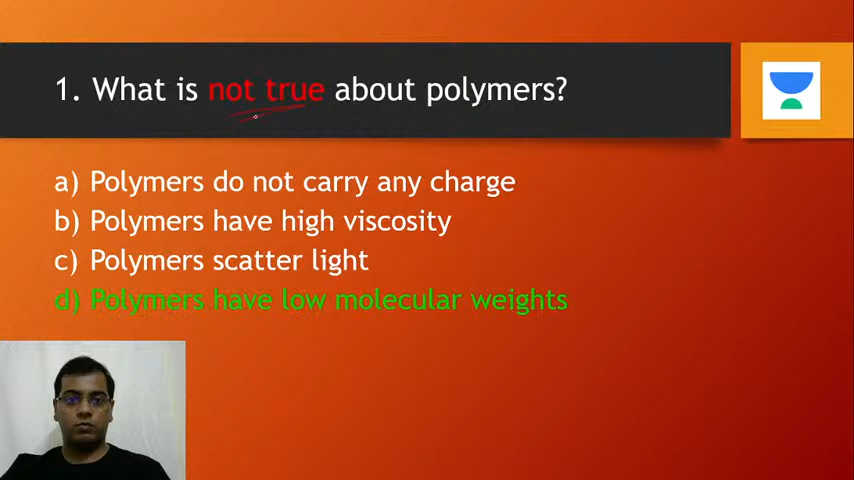 1. What is not true about polymers?
a) Polymers do not carry any charge
b) Polymers have high viscosity
c) Polymers scatter light
d) Polymers have low molecular weights